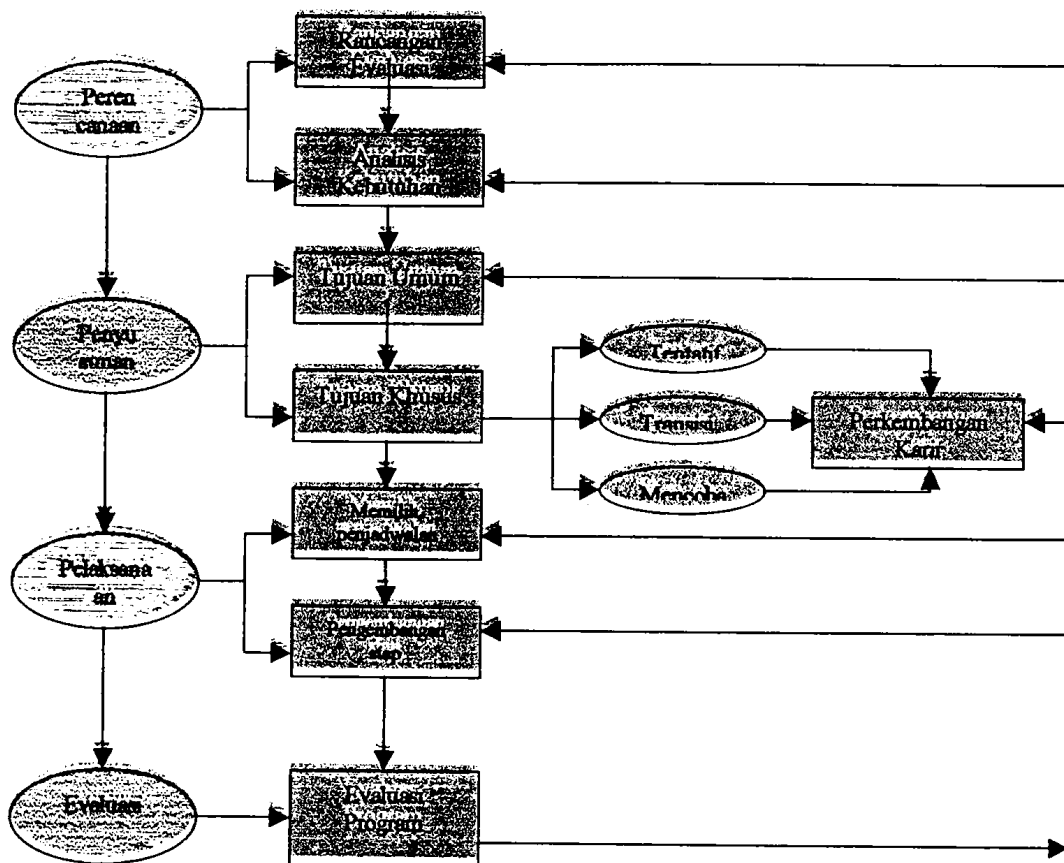 Rancangan
Evaluasi
Peren
canaan
Analisis
Kebutuhan
Tujuan Umum
Penyu
sunan
Tujuan Khusus
Tentatif
Transisi
Mencoba
Perkembangan
Karir
Memilih
penjadwalan
Pelaksana
an
Pengembangan
Evaluasi
Evaluasi
Program